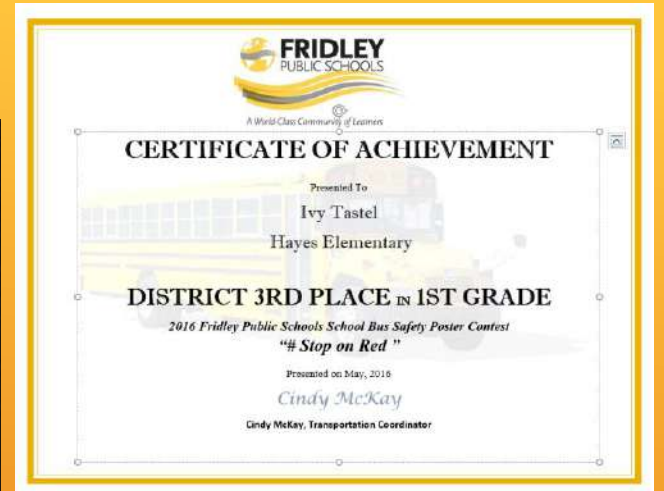 FRIDLEY
PUBLIC SCHOOLS
A World-Class Community of Learners
CERTIFICATE OF ACHIEVEMENT
Presented To
Ivy Tastel
Hayes Elementary
DISTRICT 3RD PLACE IN 1ST GRADE
2016 Fridley Public Schools School Bus Safety Poster Contest
“# Stop on Red ”
Presented on May, 2016
Cindy McKay
Cindy McKay, Transportation Coordinator